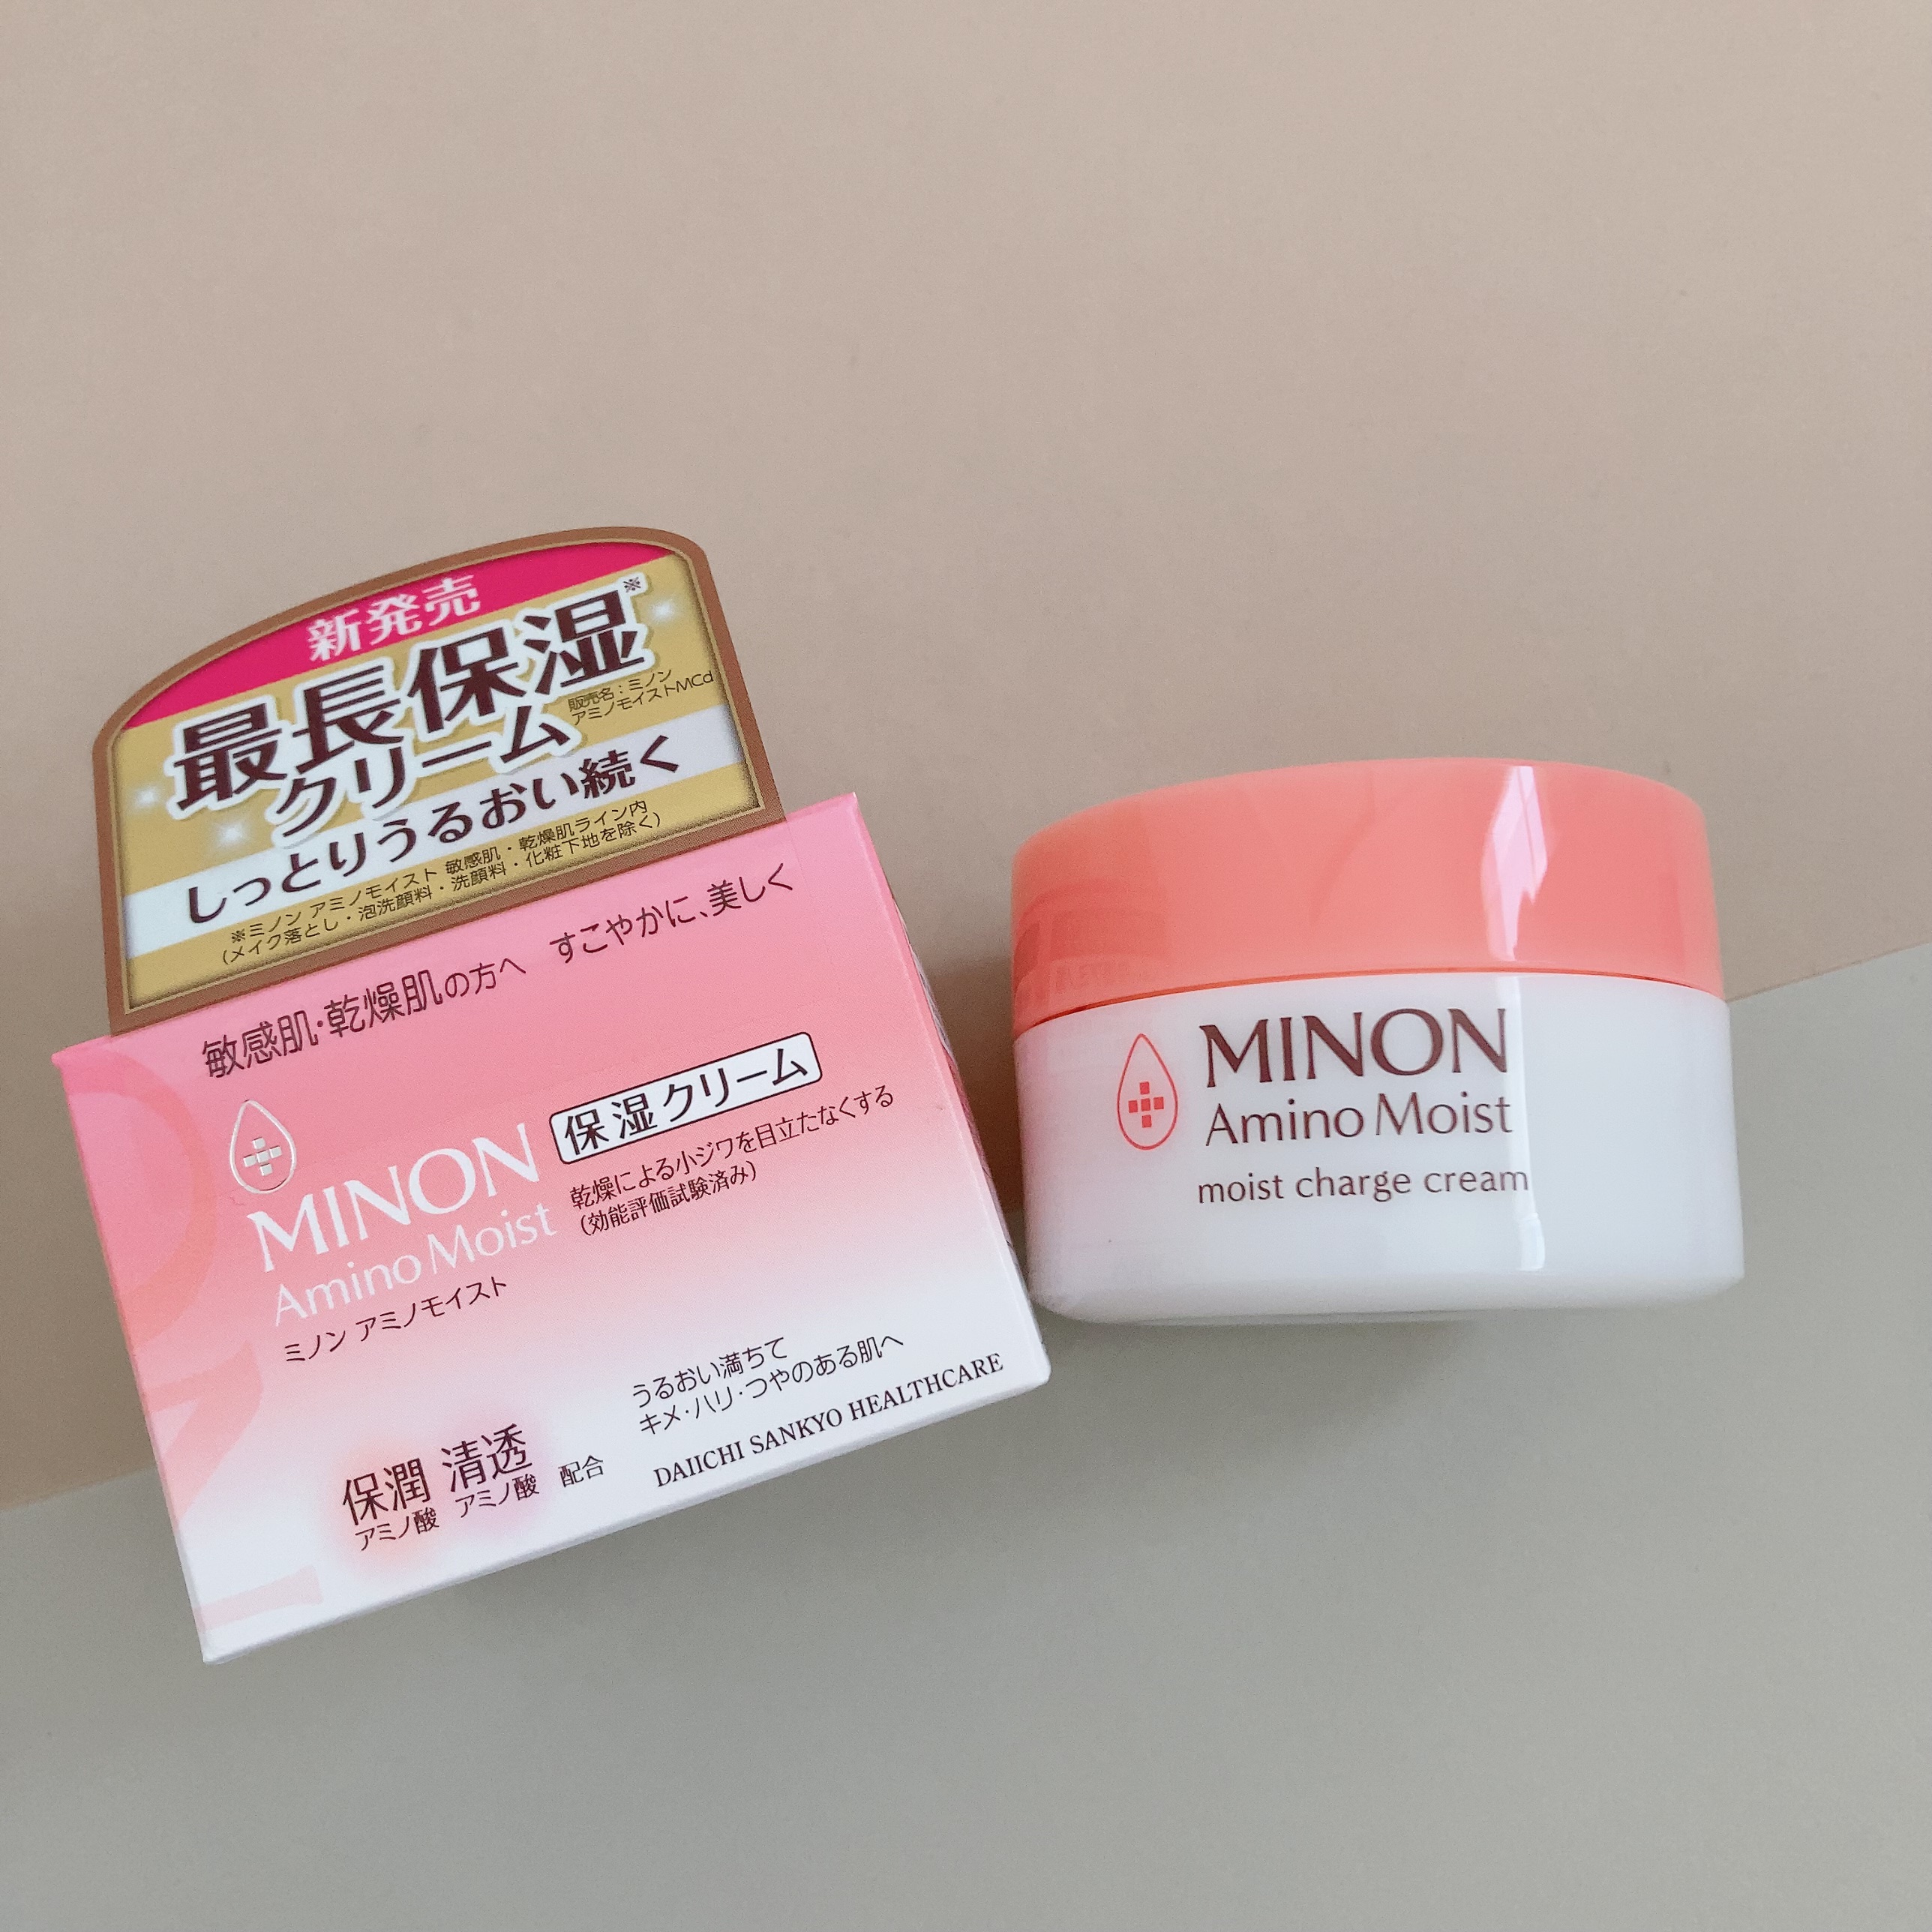 新発売
最長保湿※
クリーム
販売名：ミノン
アミノモイストMCd
しっとりうるおい続く
※ミノン アミノモイスト 敏感肌・乾燥肌ライン内
(メイク落とし・泡洗顔料・洗顔料・化粧下地を除く)
敏感肌・乾燥肌の方へ すこやかに、美しく
MINON
Amino Moist
ミノン アミノモイスト
保湿クリーム
乾燥による小ジワを目立たなくする
(効能評価試験済み)
うるおい満ちて
キメ・ハリ・つやのある肌へ
保潤 清透
アミノ酸 アミノ酸 配合
DAIICHI SANKYO HEALTHCARE
MINON
Amino Moist
moist charge cream